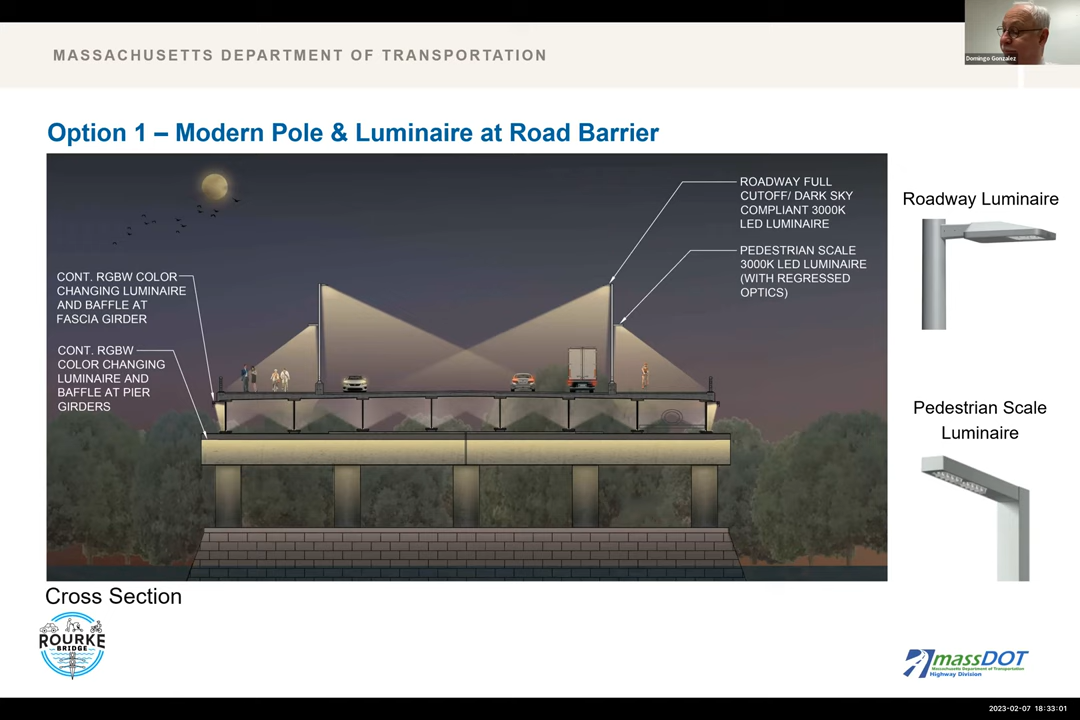 MASSACHUSETTS DEPARTMENT OF TRANSPORTATION
Domingo Gonzalez
Option 1 – Modern Pole & Luminaire at Road Barrier
ROADWAY FULL
CUTOFF/ DARK SKY
COMPLIANT 3000K
LED LUMINAIRE
PEDESTRIAN SCALE
3000K LED LUMINAIRE
(WITH REGRESSED
OPTICS)
CONT. RGBW COLOR
CHANGING LUMINAIRE
AND BAFFLE AT
FASCIA GIRDER
CONT. RGBW
COLOR CHANGING
LUMINAIRE AND
BAFFLE AT PIER
GIRDERS
Roadway Luminaire
Pedestrian Scale
Luminaire
Cross Section
ROURKE
BRIDGE
massDOT
Massachusetts Department of Transportation
Highway Division
2023-02-07 18:33:01